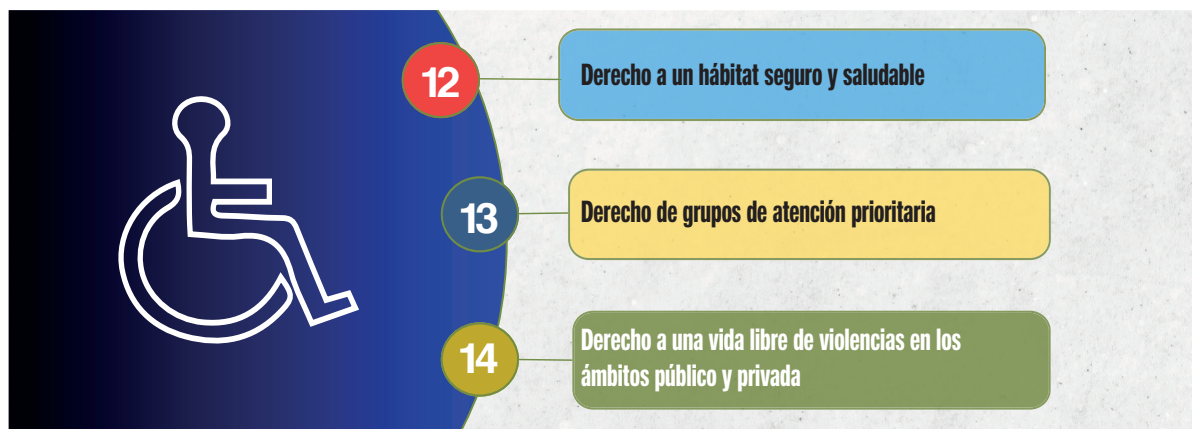 12
Derecho a un hábitat seguro y saludable
13
Derecho de grupos de atención prioritaria
14
Derecho a una vida libre de violencias en los
ámbitos público y privada